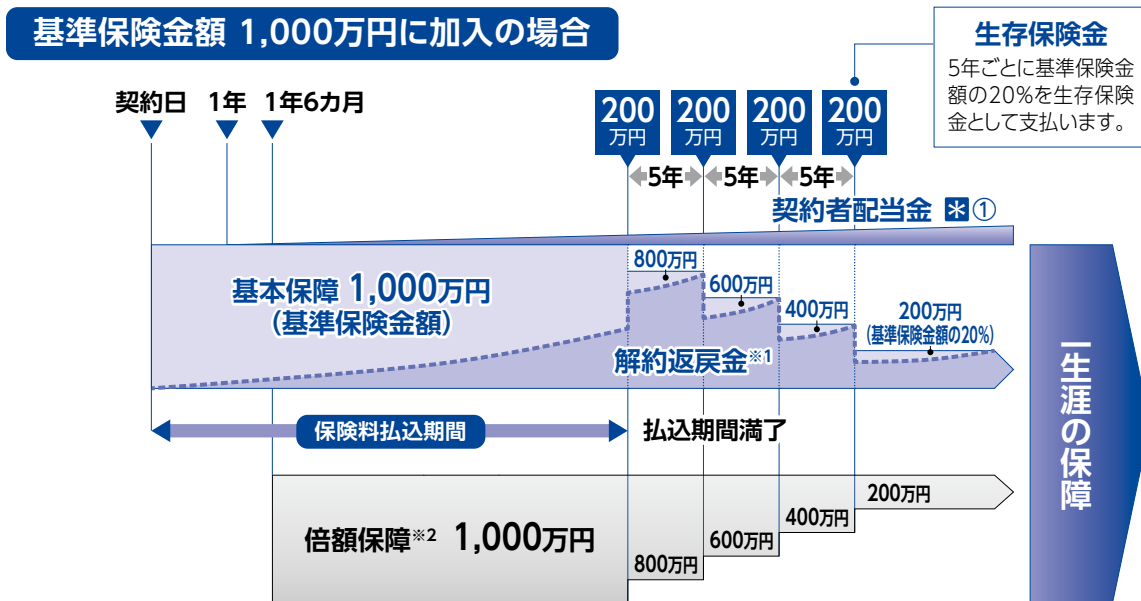 基準保険金額 1,000万円に加入の場合
生存保険金
5年ごとに基準保険金
額の20%を生存保険
金として支払います。
契約日 1年 1年6カ月
200
万円
200
万円
200
万円
200
万円
5年 5年 5年
契約者配当金 *①
基本保障 1,000万円
(基準保険金額)
800万円
600万円
400万円
200万円
(基準保険金額の20%)
解約返戻金※1
保険料払込期間
払込期間満了
倍額保障※2 1,000万円
800万円
600万円
400万円
200万円
一生涯の保障